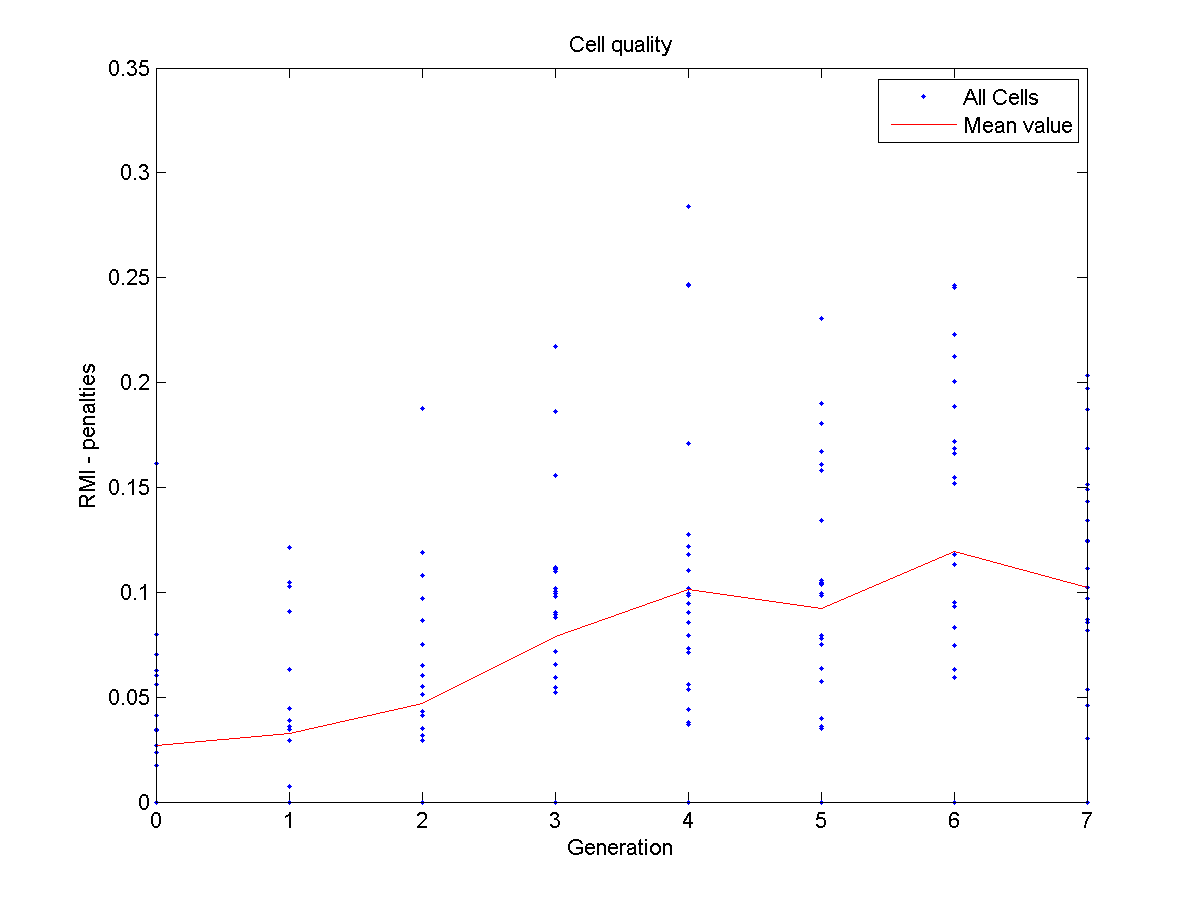 Cell quality
All Cells
Mean value
0.35
0.3
0.25
0.2
0.15
0.1
0.05
0
RMI - penalties
0 1 2 3 4 5 6 7
Generation